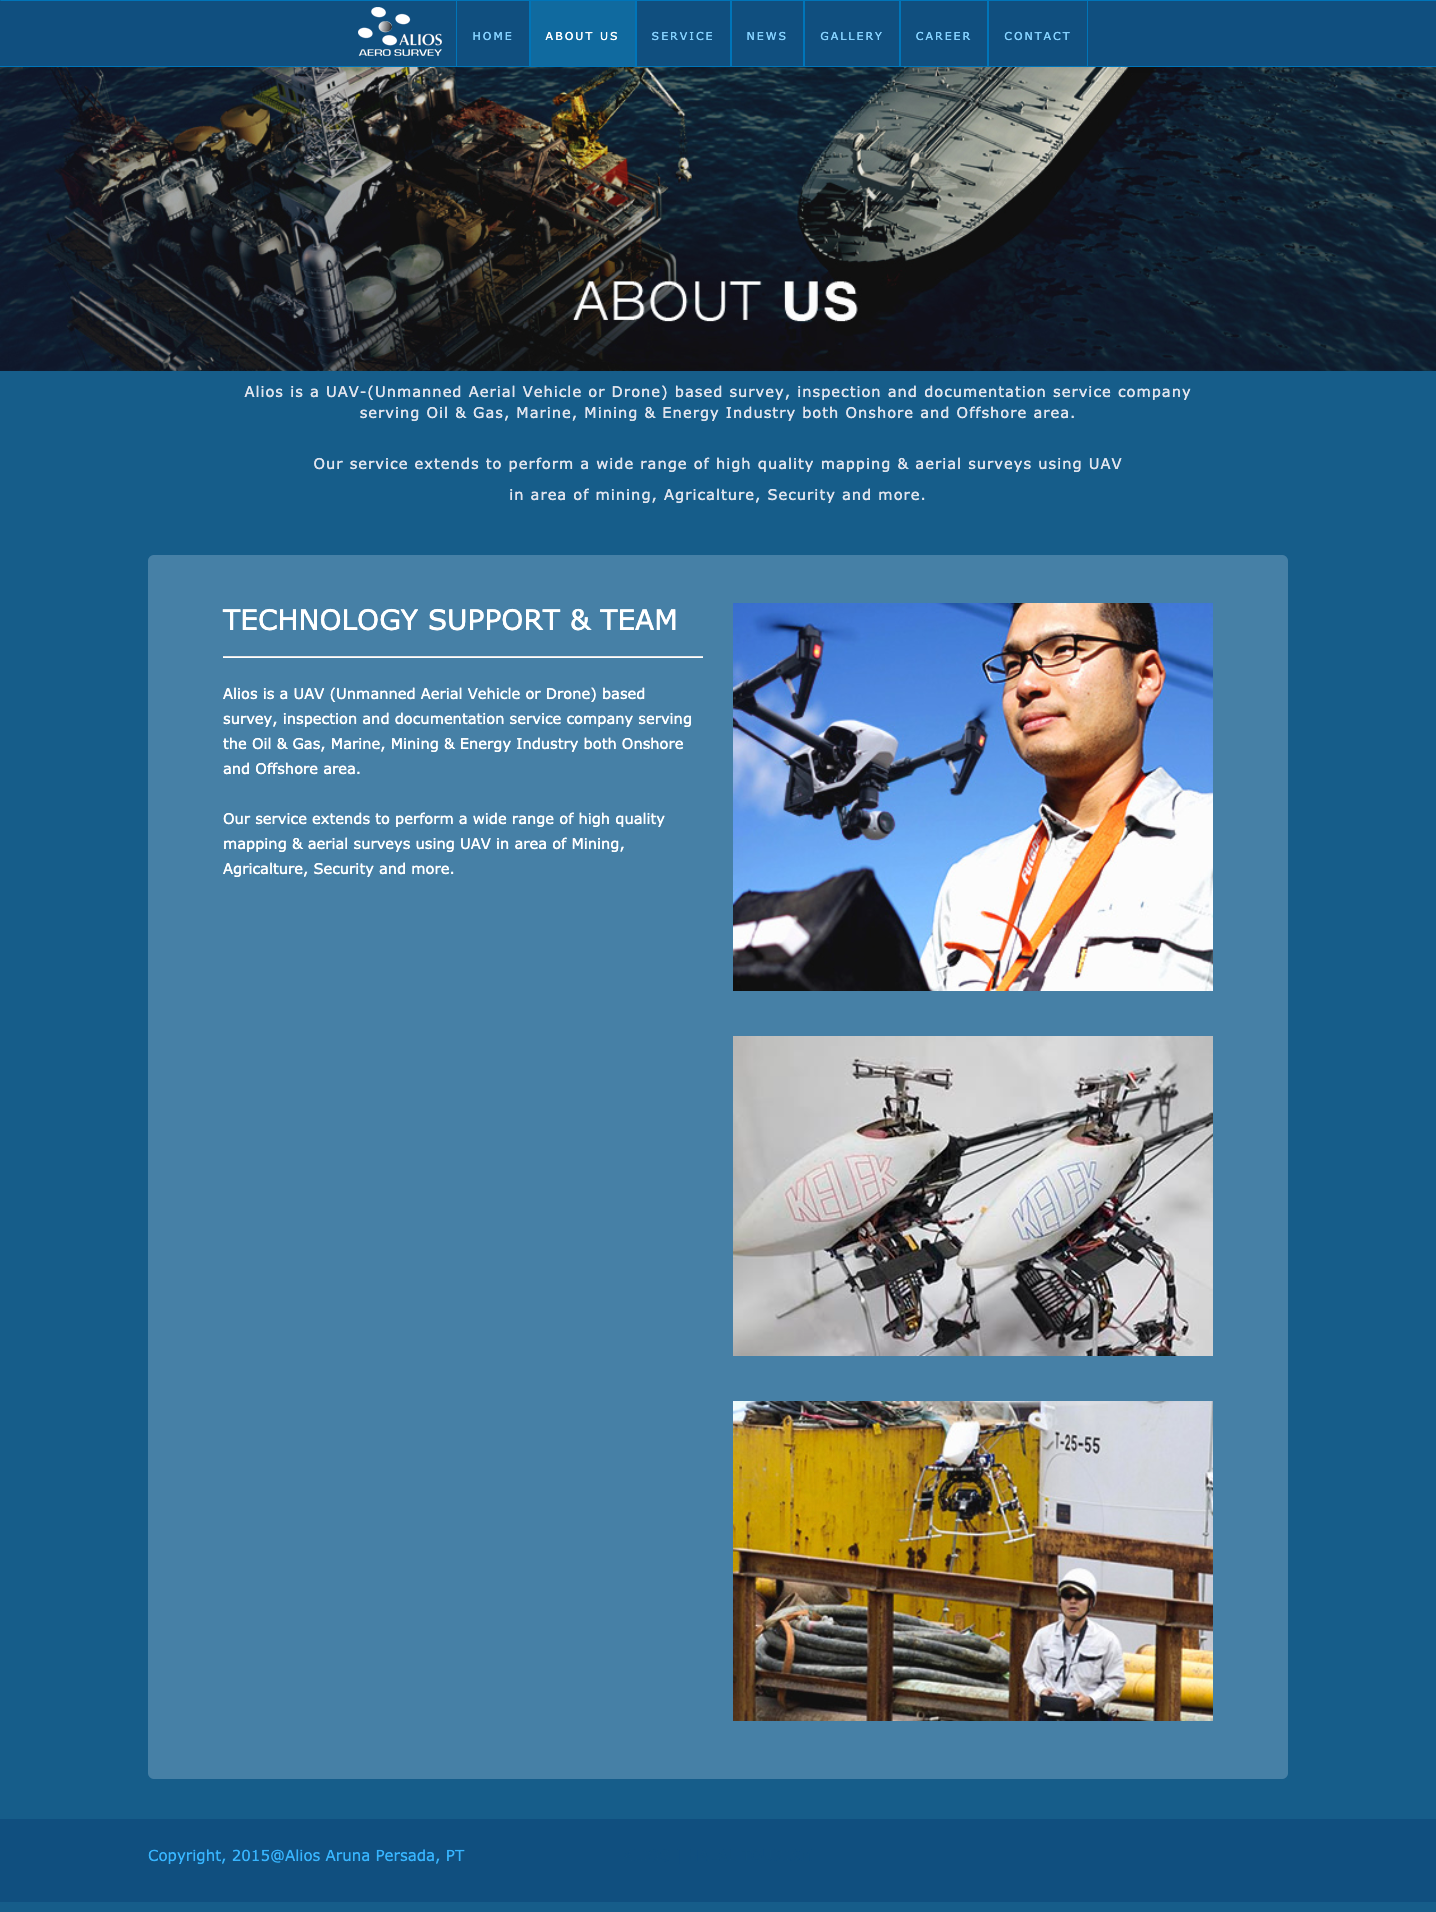 ALIOS
AERO SURVEY
HOME
ABOUT US
SERVICE
NEWS
GALLERY
CAREER
CONTACT
ABOUT US
Alios is a UAV-(Unmanned Aerial Vehicle or Drone) based survey, inspection and documentation service company
serving Oil & Gas, Marine, Mining & Energy Industry both Onshore and Offshore area.
Our service extends to perform a wide range of high quality mapping & aerial surveys using UAV
in area of mining, Agricalture, Security and more.
TECHNOLOGY SUPPORT & TEAM
Alios is a UAV (Unmanned Aerial Vehicle or Drone) based
survey, inspection and documentation service company serving
the Oil & Gas, Marine, Mining & Energy Industry both Onshore
and Offshore area.
Our service extends to perform a wide range of high quality
mapping & aerial surveys using UAV in area of Mining,
Agricalture, Security and more.
KELEK
KELEK
T-25-55
Copyright, 2015@Alios Aruna Persada, PT